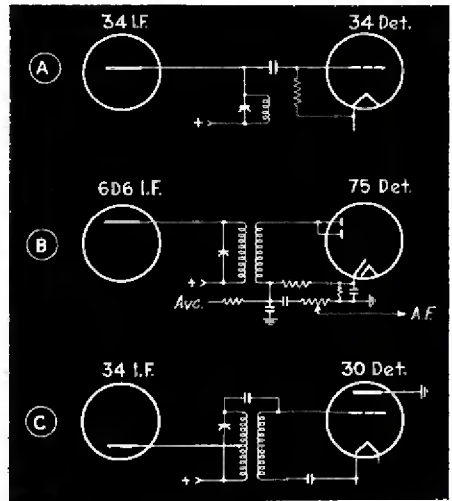 34 I.F. 34 Det.
A
+
6D6 I.F. 75 Det.
B
+
Avc.
A.F.
34 I.F. 30 Det.
C
+